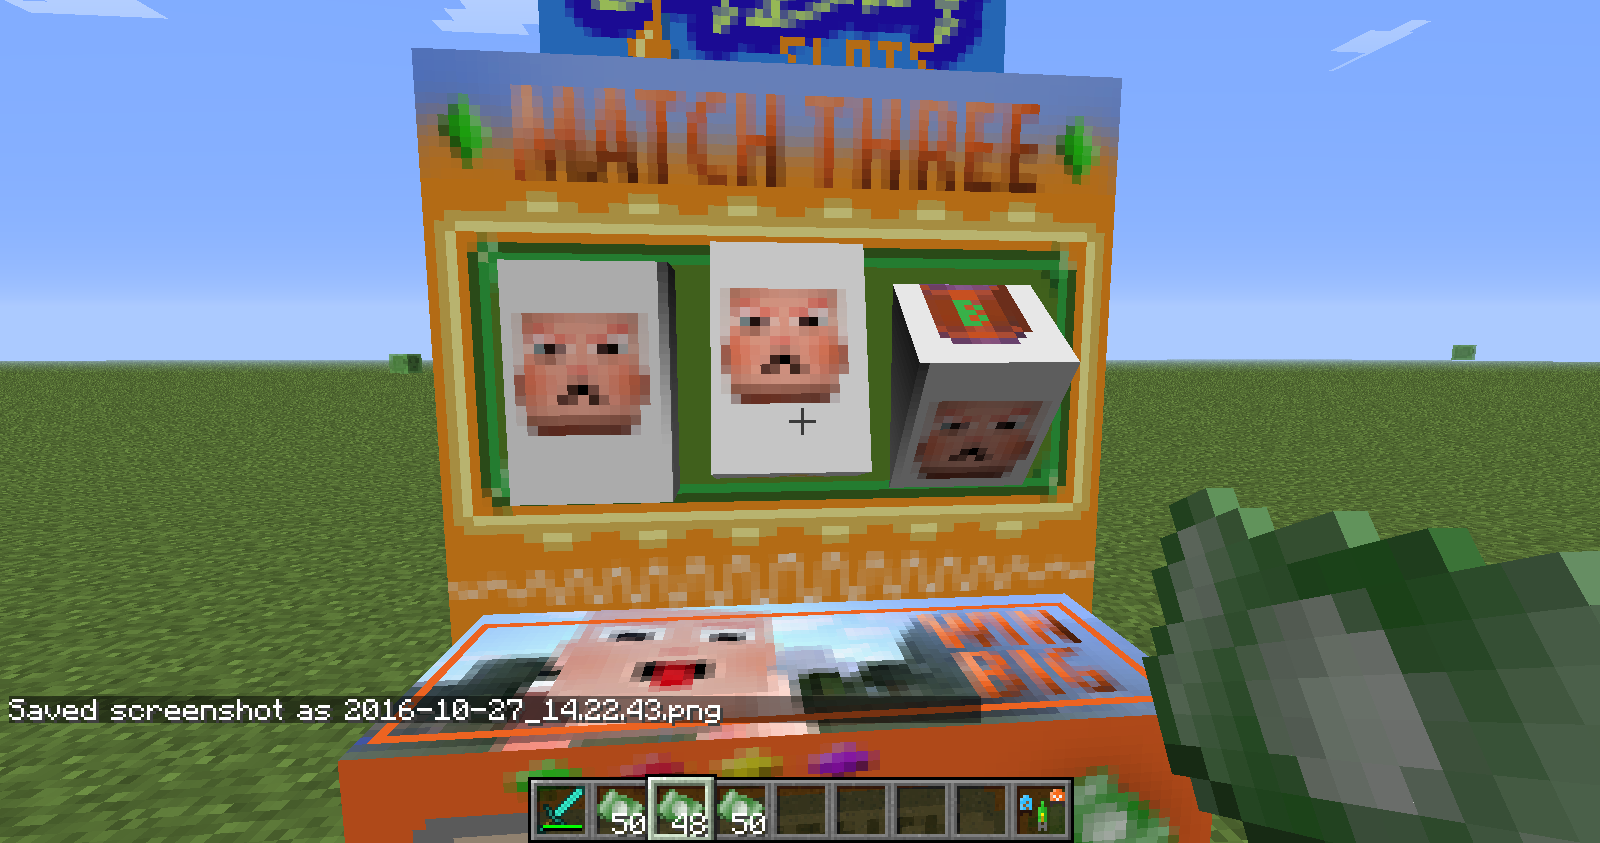 SLOTS
MATCH THREE
B
WIN
BIG
Saved screenshot as 2016-10-27_14.22.43.png
50 48 50